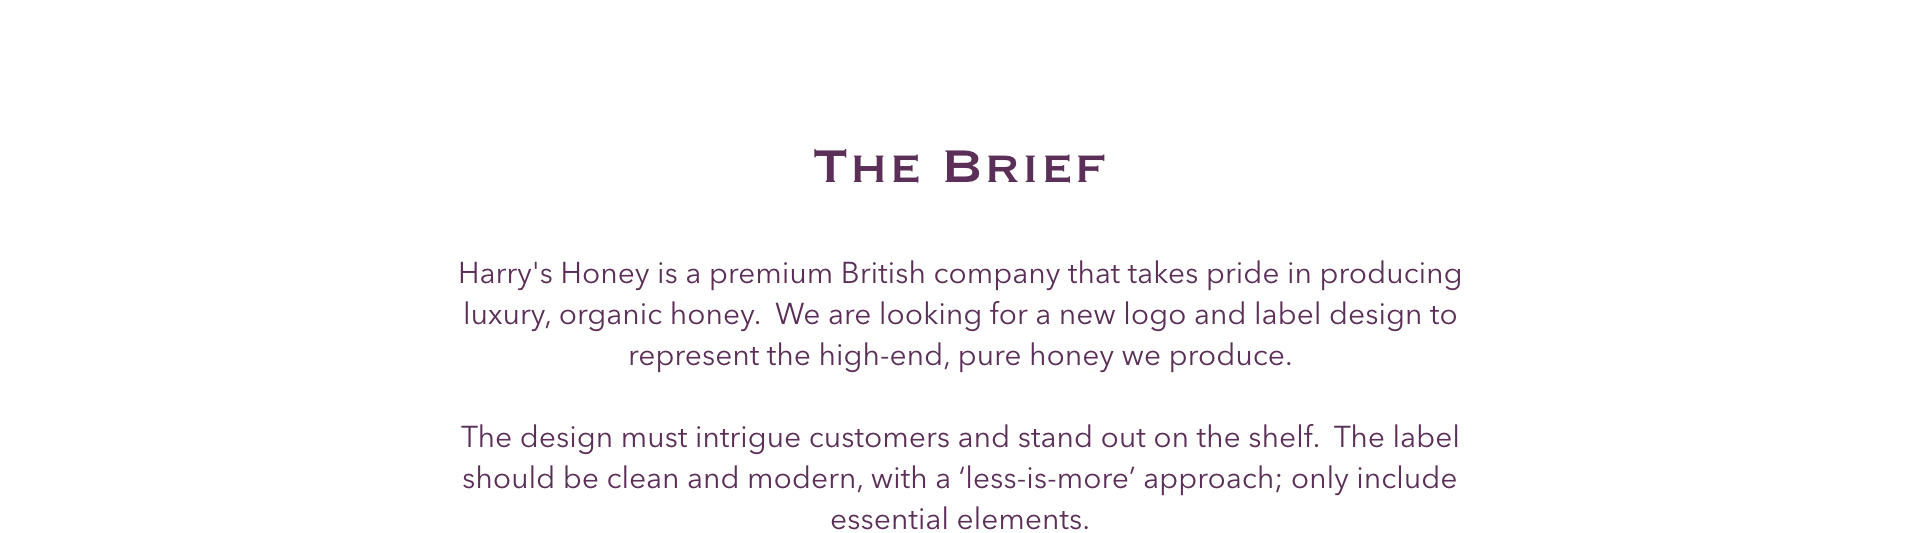 The Brief
Harry's Honey is a premium British company that takes pride in producing
luxury, organic honey.  We are looking for a new logo and label design to
represent the high-end, pure honey we produce.
The design must intrigue customers and stand out on the shelf.  The label
should be clean and modern, with a ‘less-is-more’ approach; only include
essential elements.